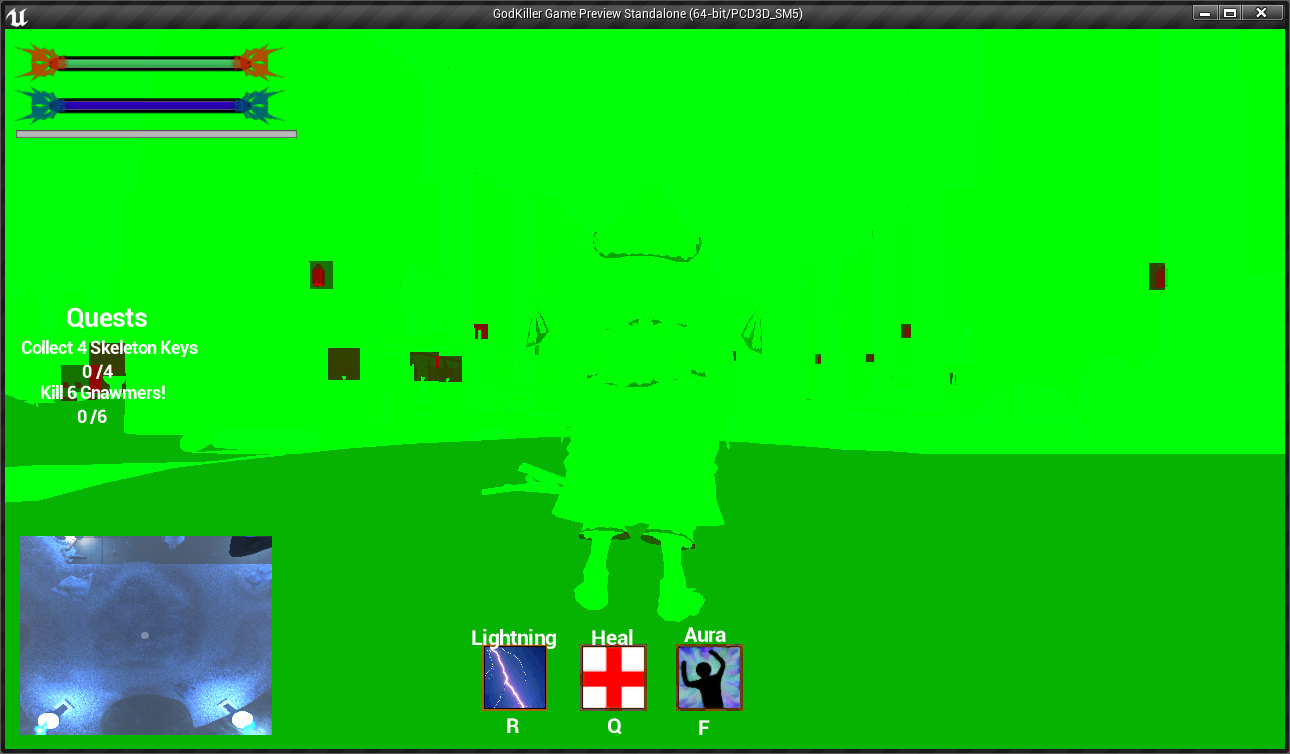 GodKiller Game Preview Standalone (64-bit/PCD3D_SM5)
Quests
Collect 4 Skeleton Keys
0 /4
Kill 6 Gnawmers!
0 /6
Lightning Heal Aura
R Q F